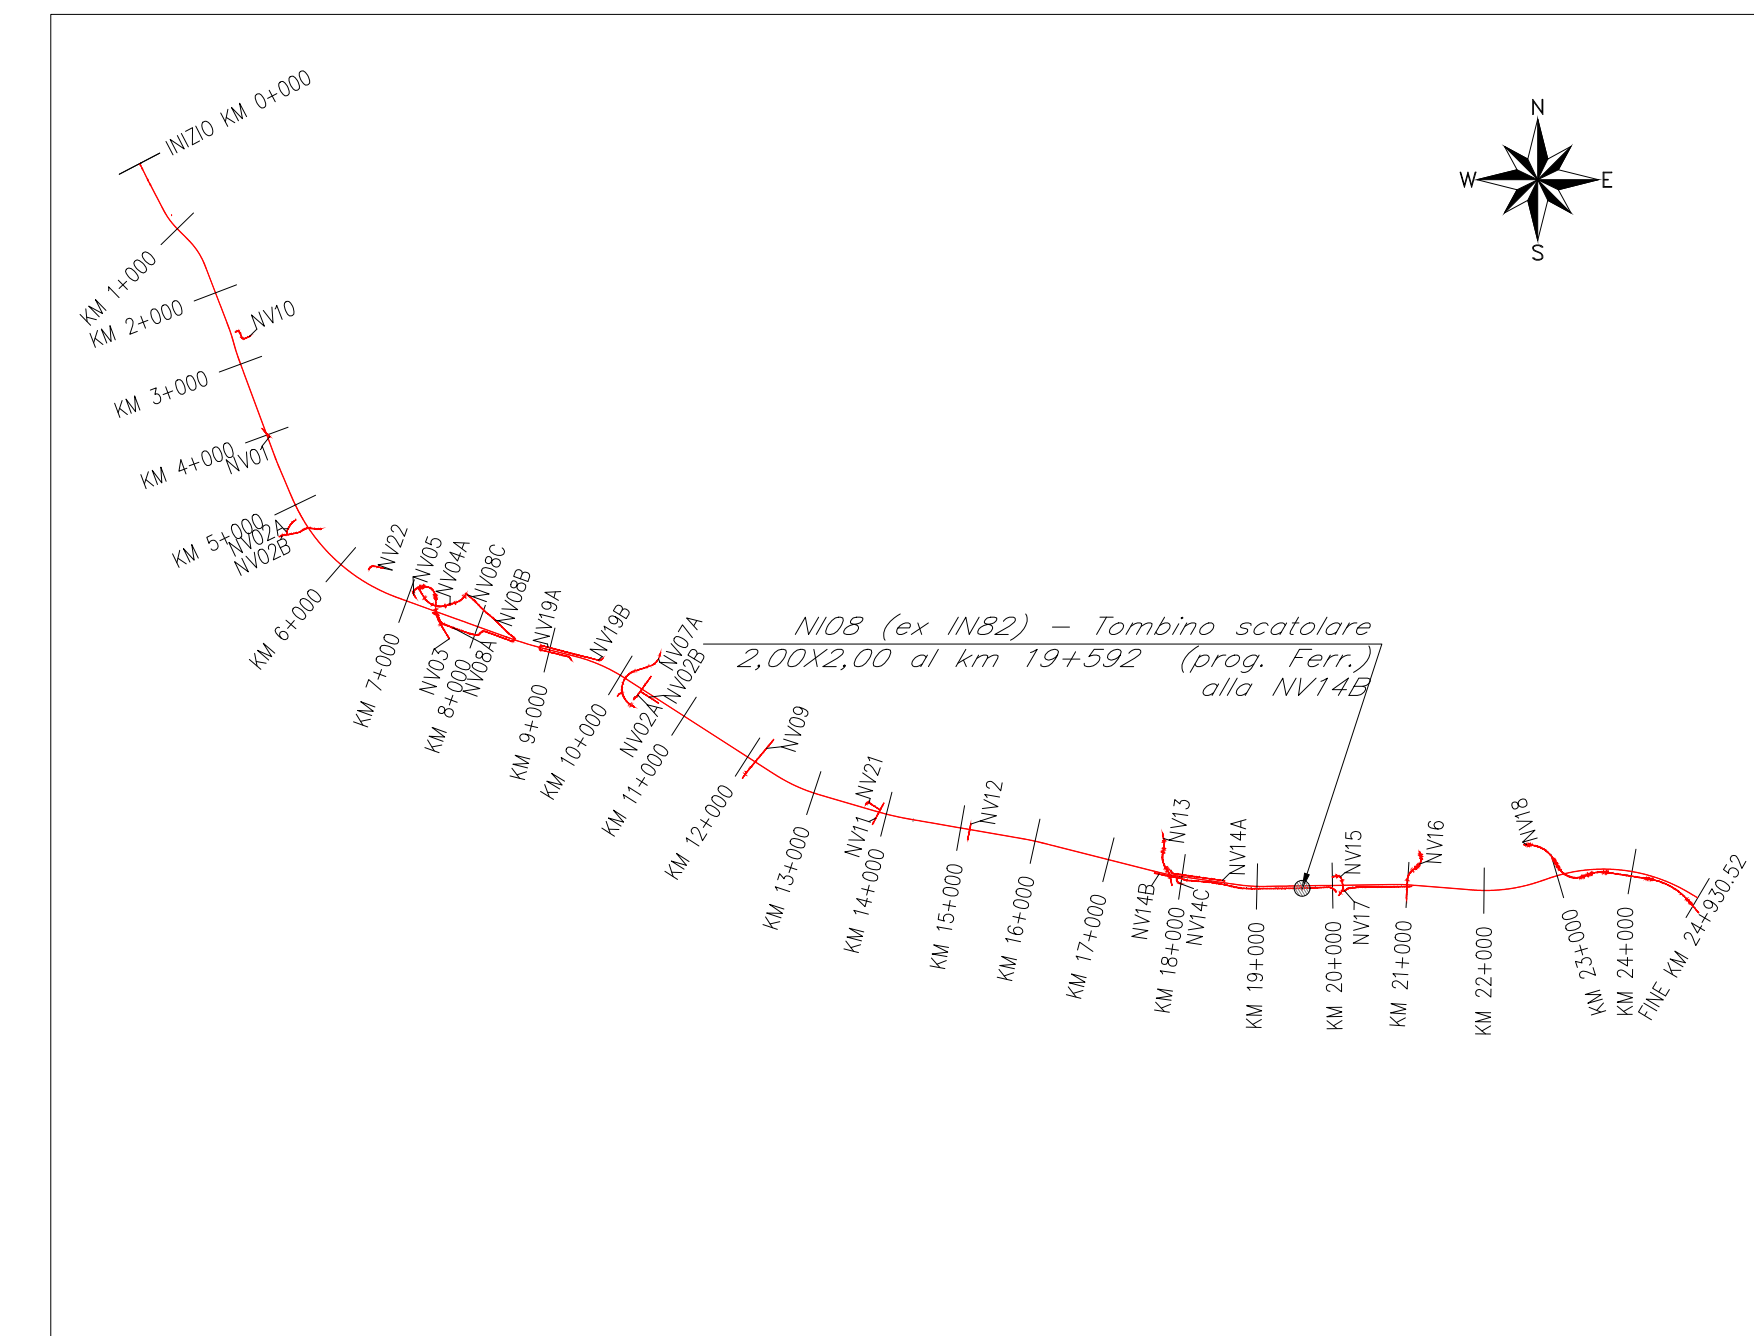 INIZIO KM 0+000
N
W
E
S
KM 1+000
KM 2+000
NV10
KM 3+000
KM 4+000
NV01
KM 5+000
NV02A
NV02B
KM 6+000
NV22
NV05
NV04A
NV08C
NV08B
KM 7+000
NV03
KM 8+000
NV08A
NV19A
KM 9+000
NV19B
NV07A
NV02B
NV02A
KM 10+000
KM 11+000
NI08 (ex IN82) – Tombino scatolare
2,00X2,00 al km 19+592 (prog. Ferr.)
alla NV14B
NV09
KM 12+000
KM 13+000
NV21
NV11
KM 14+000
NV12
KM 15+000
KM 16+000
KM 17+000
NV13
NV14A
NV14B
KM 18+000
NV14C
KM 19+000
NV15
KM 20+000
NV17
NV16
KM 21+000
KM 22+000
NV18
KM 23+000
KM 24+000
FINE KM 24+930.52